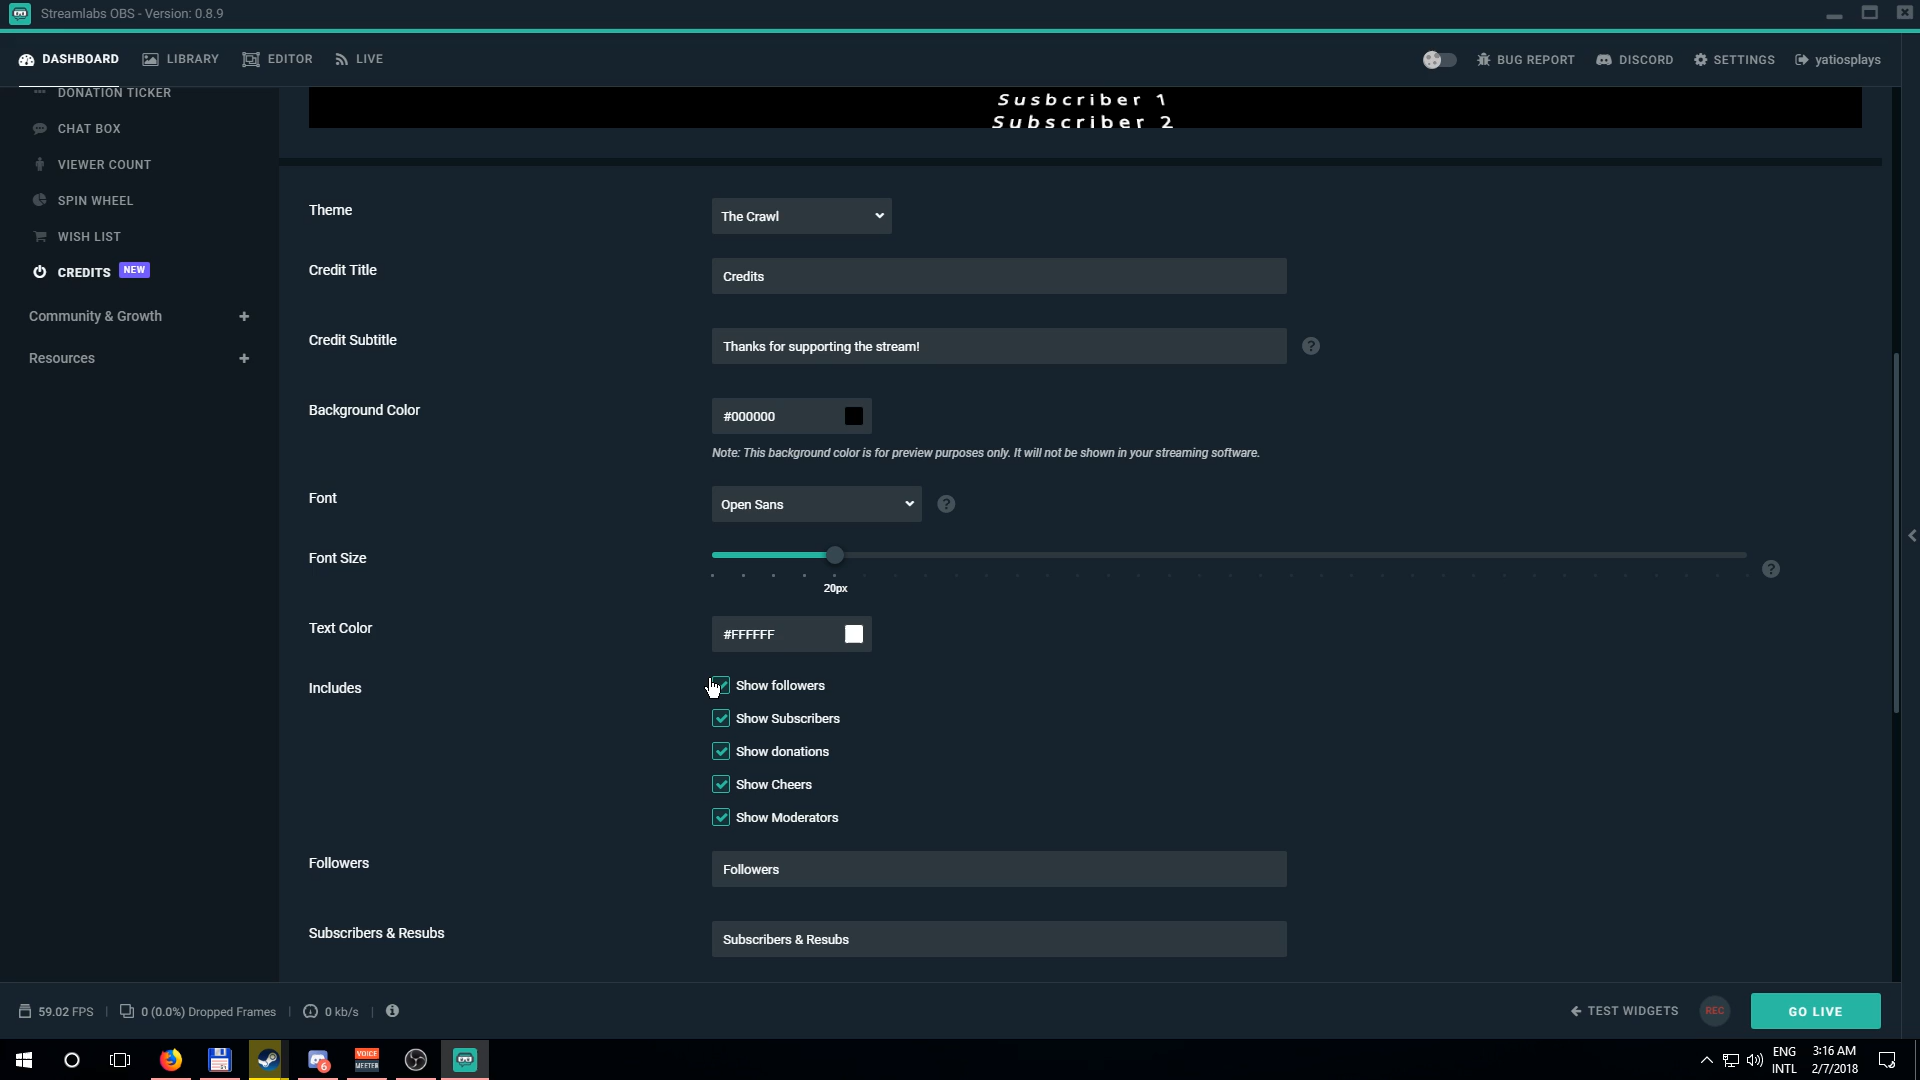 Streamlabs OBS - Version: 0.8.9
DASHBOARD LIBRARY EDITOR LIVE BUG REPORT DISCORD SETTINGS yatiosplays
DONATION TICKER
CHAT BOX
VIEWER COUNT
SPIN WHEEL
WISH LIST
CREDITS NEW
Community & Growth +
Resources +
Susbcriber 1
Subscriber 2
Theme The Crawl
Credit Title Credits
Credit Subtitle Thanks for supporting the stream! ?
Background Color #000000
Note: This background color is for preview purposes only. It will not be shown in your streaming software.
Font Open Sans ?
Font Size ?
20px
Text Color #FFFFFF
Includes Show followers
Show Subscribers
Show donations
Show Cheers
Show Moderators
Followers Followers
Subscribers & Resubs Subscribers & Resubs
59.02 FPS | 0 (0.0%) Dropped Frames | 0 kb/s | TEST WIDGETS REC GO LIVE
VOICE
MEETER
6
ENG
INTL
3:16 AM
2/7/2018